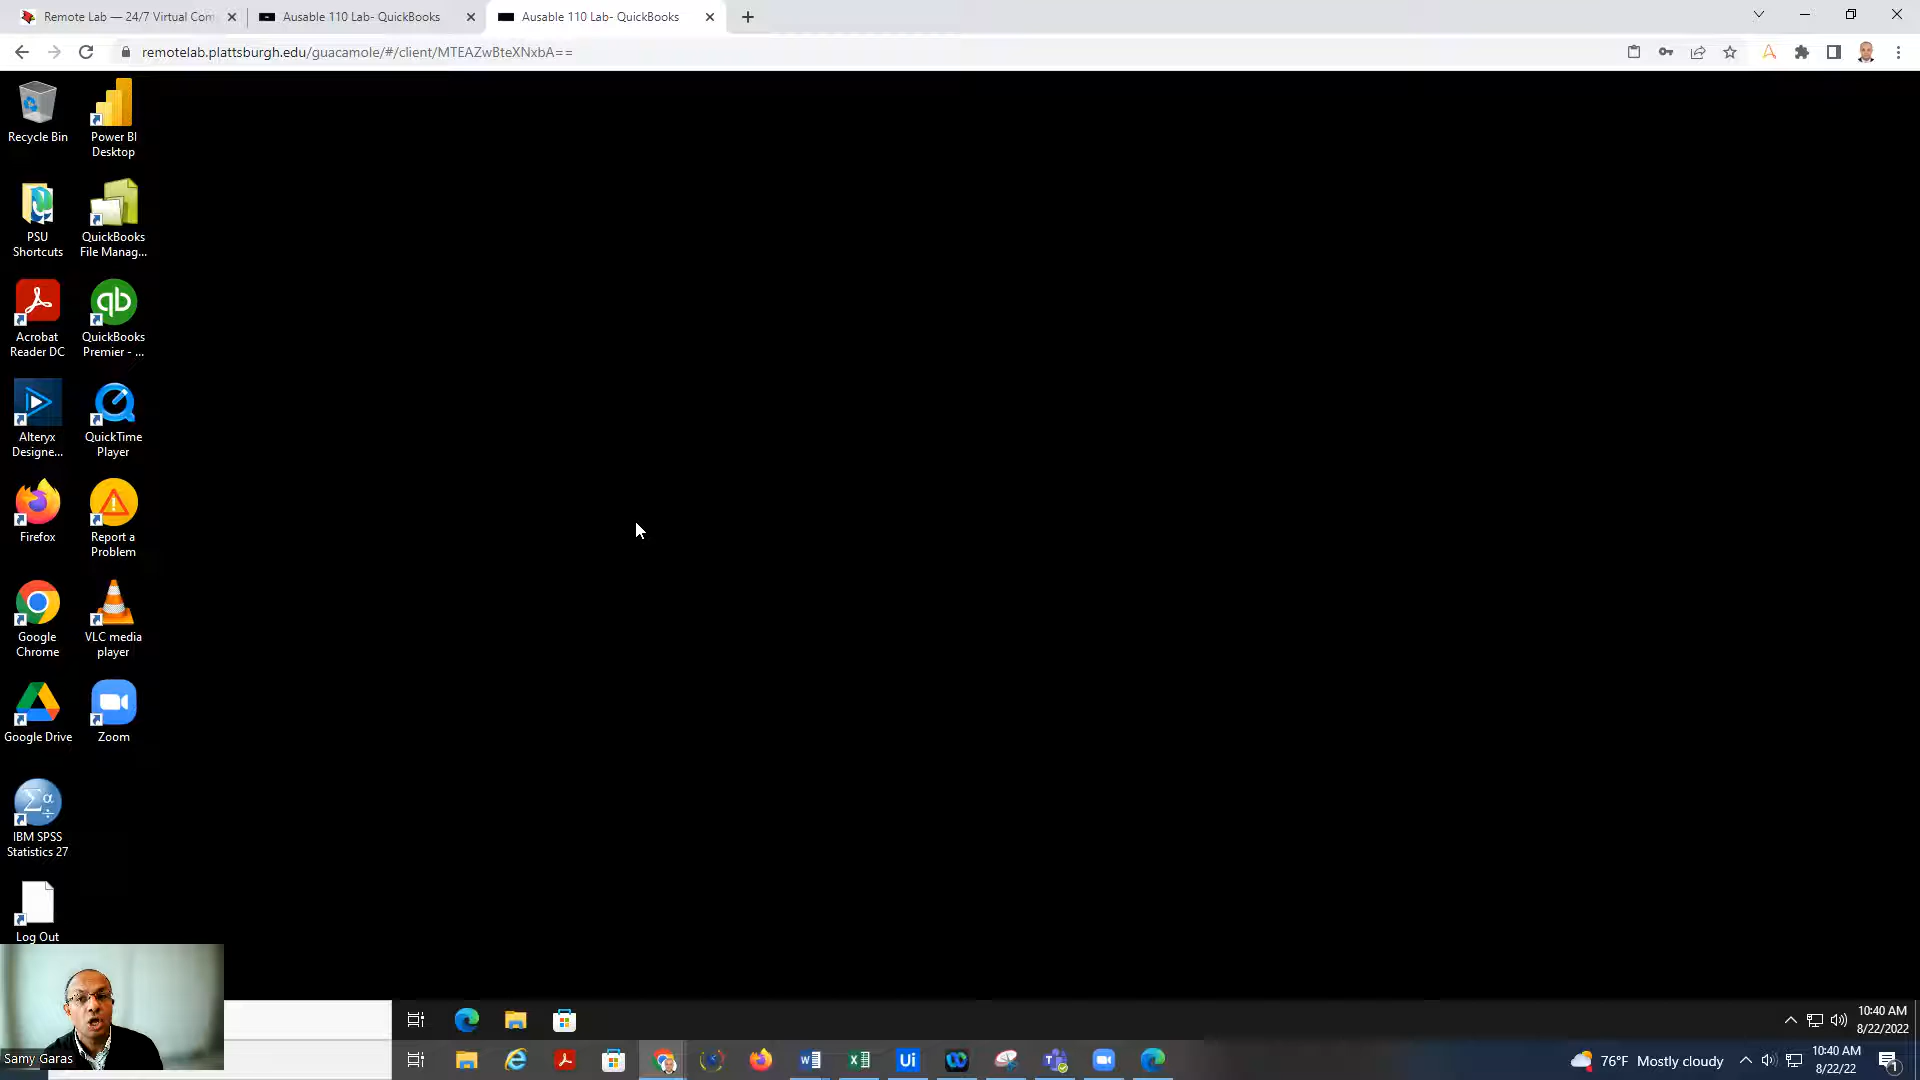 Remote Lab — 24/7 Virtual Com
Ausable 110 Lab- QuickBooks
Ausable 110 Lab- QuickBooks
remotelab.plattsburgh.edu/guacamole/#/client/MTEAZwBteXNxbA==
Recycle Bin
Power BI
Desktop
PSU
Shortcuts
QuickBooks
File Manag...
Acrobat
Reader DC
QuickBooks
Premier - ...
Alteryx
Designe...
QuickTime
Player
Firefox
Report a
Problem
Google
Chrome
VLC media
player
Google Drive
Zoom
IBM SPSS
Statistics 27
Log Out
Samy Garas
10:40 AM
8/22/2022
76°F Mostly cloudy
10:40 AM
8/22/22
1